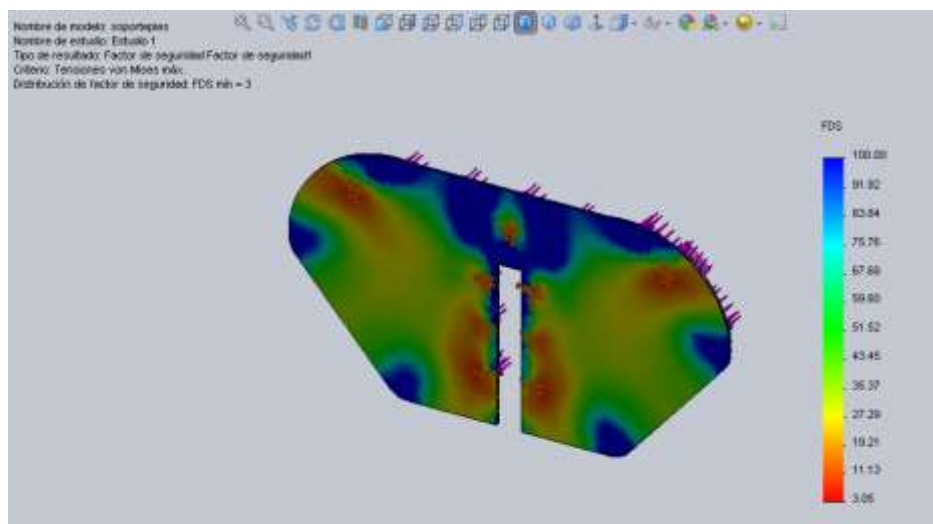 Nombre de modelo: soportepies
Nombre de estudio: Estudio 1
Tipo de resultado: Factor de seguridad Factor de seguridad1
Criterio: Tensiones von Mises máx.
Distribución de factor de seguridad: FDS mín = 3
FDS
100.00
91.92
83.84
75.76
67.68
59.60
51.52
43.45
35.37
27.29
19.21
11.13
3.05